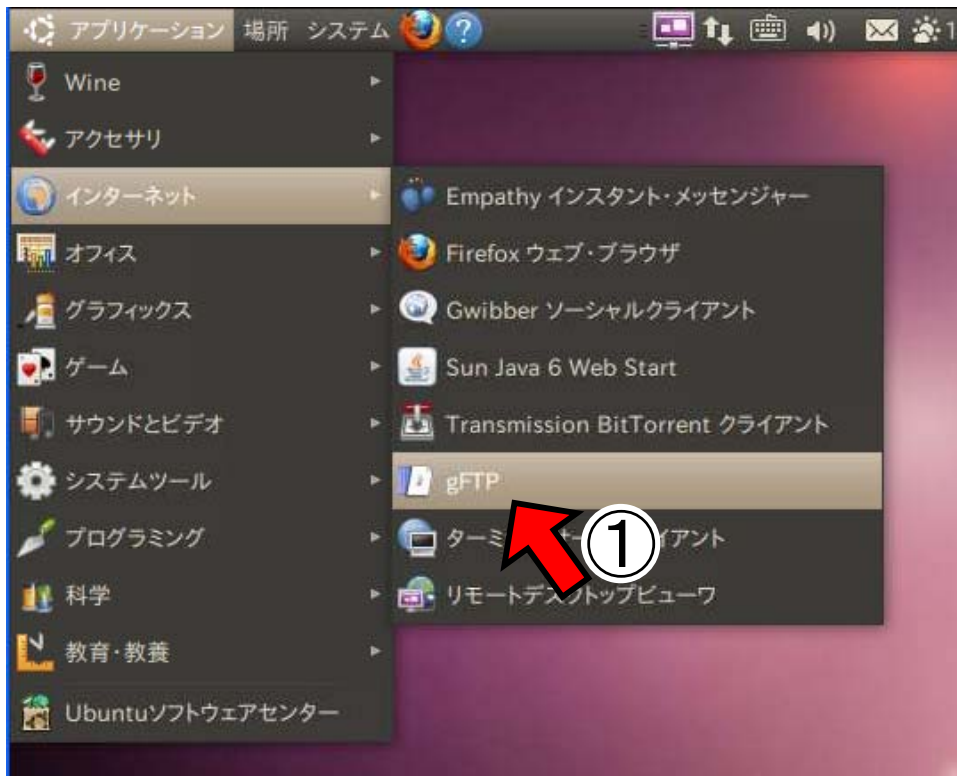 アプリケーション 場所 システム ? 1
Wine
アクセサリ
インターネット
オフィス
グラフィックス
ゲーム
サウンドとビデオ
システムツール
プログラミング
科学
教育・教養
Ubuntuソフトウェアセンター
Empathy インスタント・メッセンジャー
Firefox ウェブ・ブラウザ
Gwibber ソーシャルクライアント
Sun Java 6 Web Start
Transmission BitTorrent クライアント
gFTP
①
リモートデスクトップビューワ